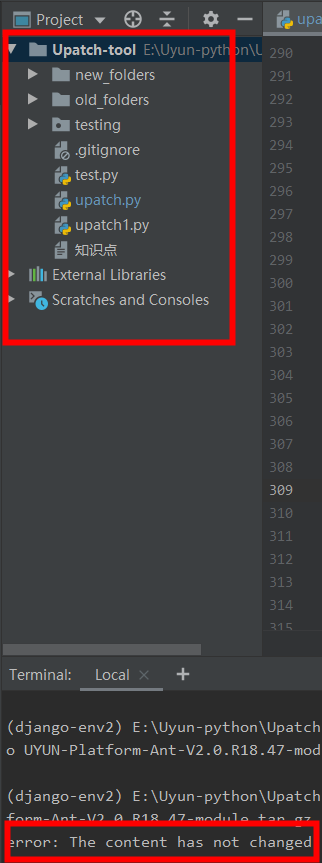 Project
upa
Upatch-tool E:\Uyun-python\U
new_folders
old_folders
testing
.gitignore
test.py
upatch.py
upatch1.py
知识点
External Libraries
Scratches and Consoles
290
291
292
293
294
295
296
297
298
299
300
301
302
303
304
305
306
307
308
309
310
311
312
313
314
315
Terminal: Local
(django-env2) E:\Uyun-python\Upatch
o UYUN-Platform-Ant-V2.0.R18.47-mod
(django-env2) E:\Uyun-python\Upatch
form-Ant-V2.0.R18.47-module.tar.gz
error: The content has not changed